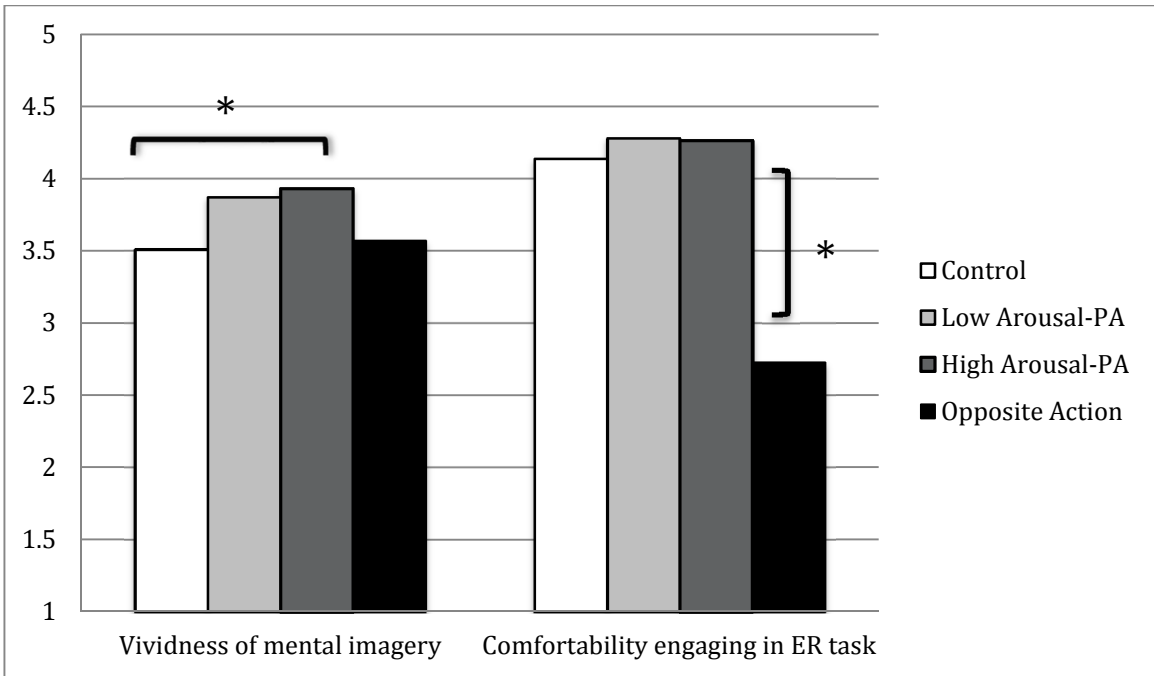 5
4.5
4
3.5
3
2.5
2
1.5
1
*
*
Vividness of mental imagery
Comfortability engaging in ER task
Control
Low Arousal-PA
High Arousal-PA
Opposite Action